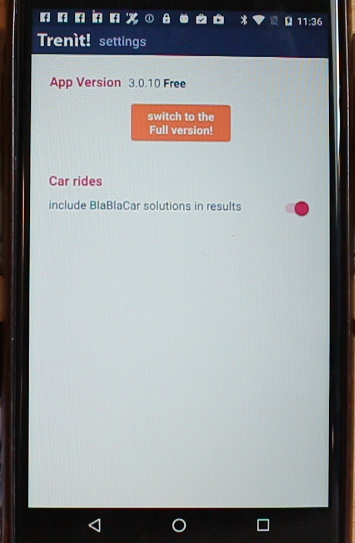 11:36
Trenìt! settings
App Version 3.0.10 Free
switch to the
Full version!
Car rides
include BlaBlaCar solutions in results